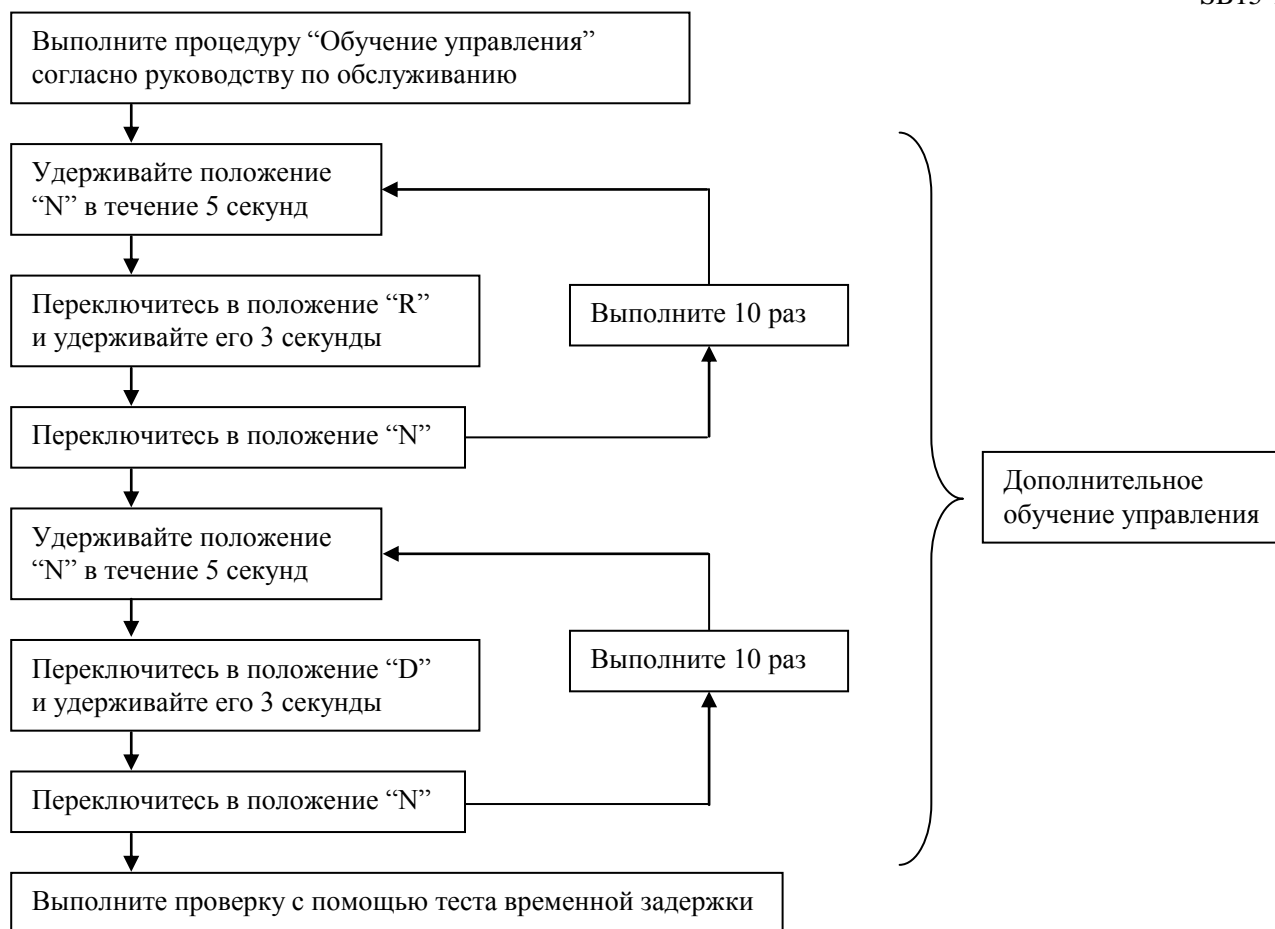 Выполните процедуру “Обучение управления”
согласно руководству по обслуживанию
Удерживайте положение
“N” в течение 5 секунд
Переключитесь в положение “R”
и удерживайте его 3 секунды
Выполните 10 раз
Переключитесь в положение “N”
Дополнительное
обучение управления
Удерживайте положение
“N” в течение 5 секунд
Переключитесь в положение “D”
и удерживайте его 3 секунды
Выполните 10 раз
Переключитесь в положение “N”
Выполните проверку с помощью теста временной задержки